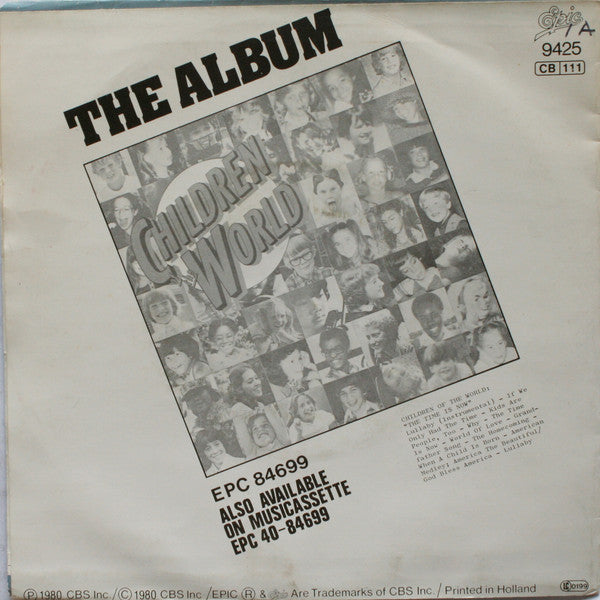 Epic
1A
9425
CB 111
THE ALBUM
CHILDREN
WORLD
CHILDREN OF THE WORLD:
"THE TIME IS NOW"
Lullaby (instrumental) - If We
Only Had The Time - Kids Are
People, Too - Why - The Time
Is Now - World Of Love - Grand-
father Song - The Homecoming -
When A Child Is Born - American
Medley: America The Beautiful/
God Bless America - Lullaby
EPC 84699
ALSO AVAILABLE
ON MUSICASSETTE
EPC 40-84699
Ⓟ 1980 CBS Inc./Ⓒ 1980 CBS Inc./EPIC Ⓡ & Epic Are Trademarks of CBS Inc./Printed in Holland
0199